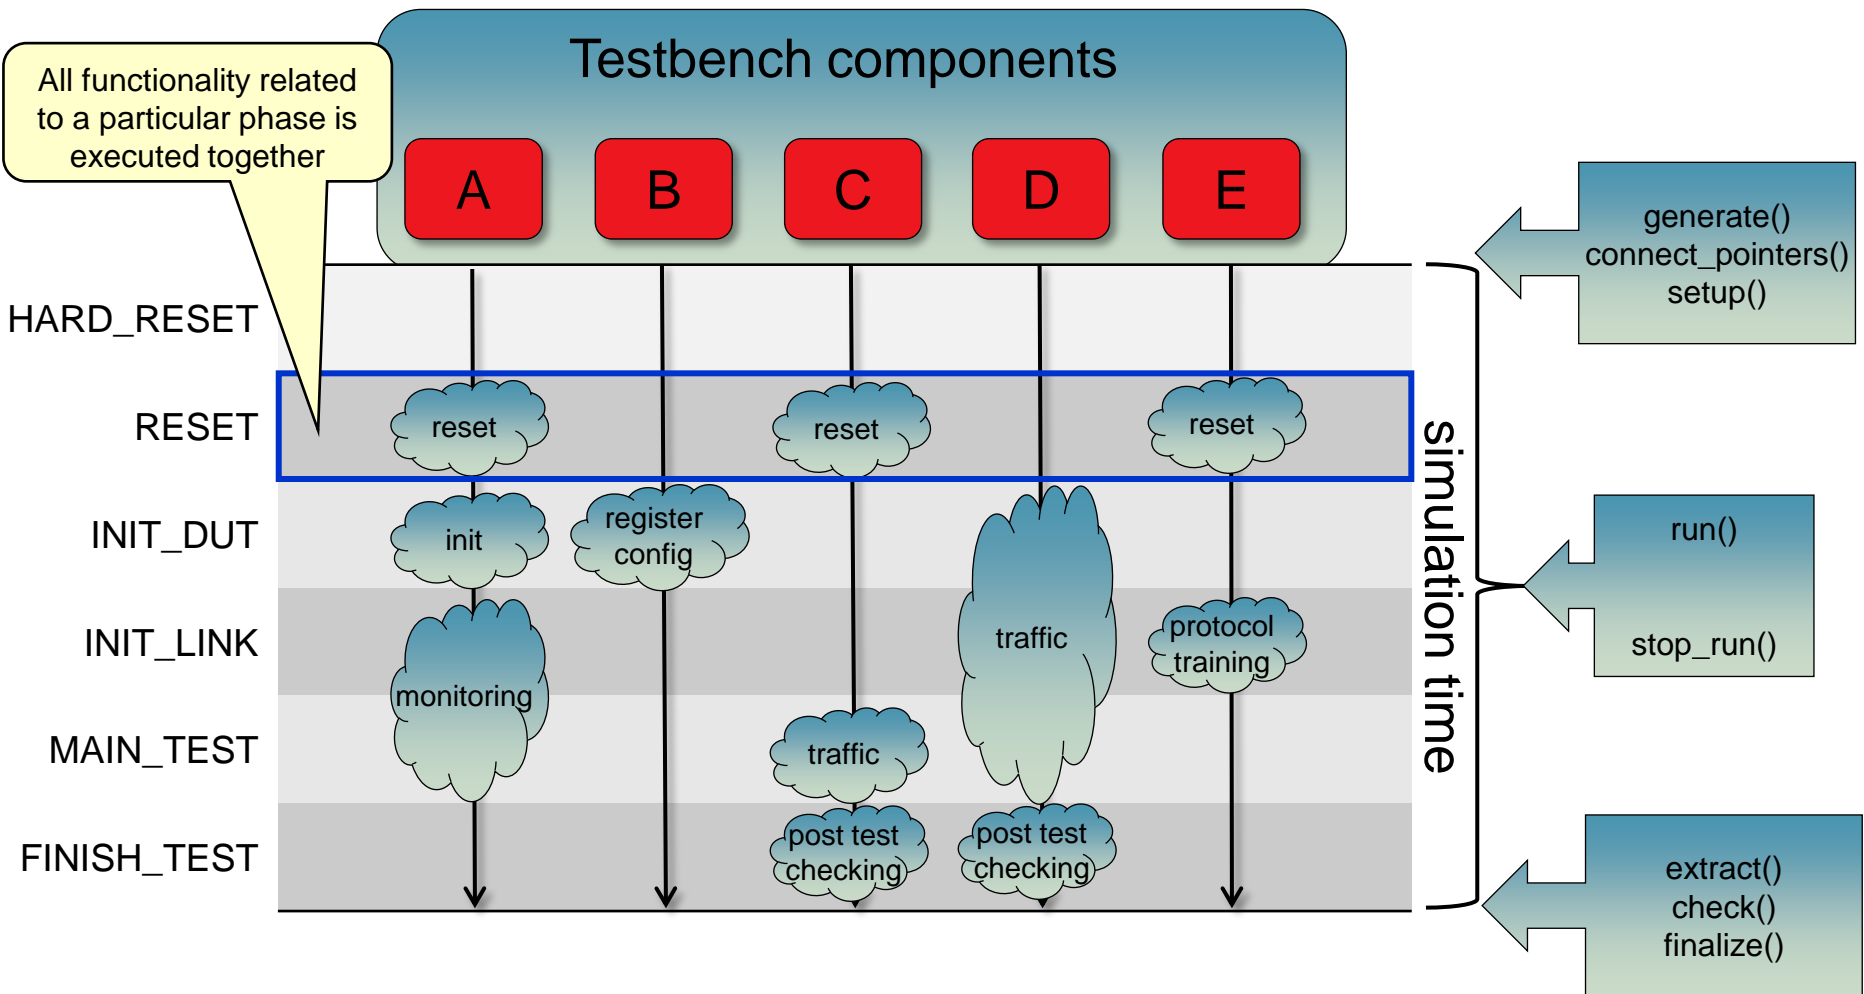 Testbench components
All functionality related
to a particular phase is
executed together
A
B
C
D
E
generate()
connect_pointers()
setup()
HARD_RESET
RESET
reset
reset
reset
INIT_DUT
init
register
config
INIT_LINK
monitoring
traffic
protocol
training
MAIN_TEST
traffic
FINISH_TEST
post test
checking
post test
checking
simulation time
run()
stop_run()
extract()
check()
finalize()